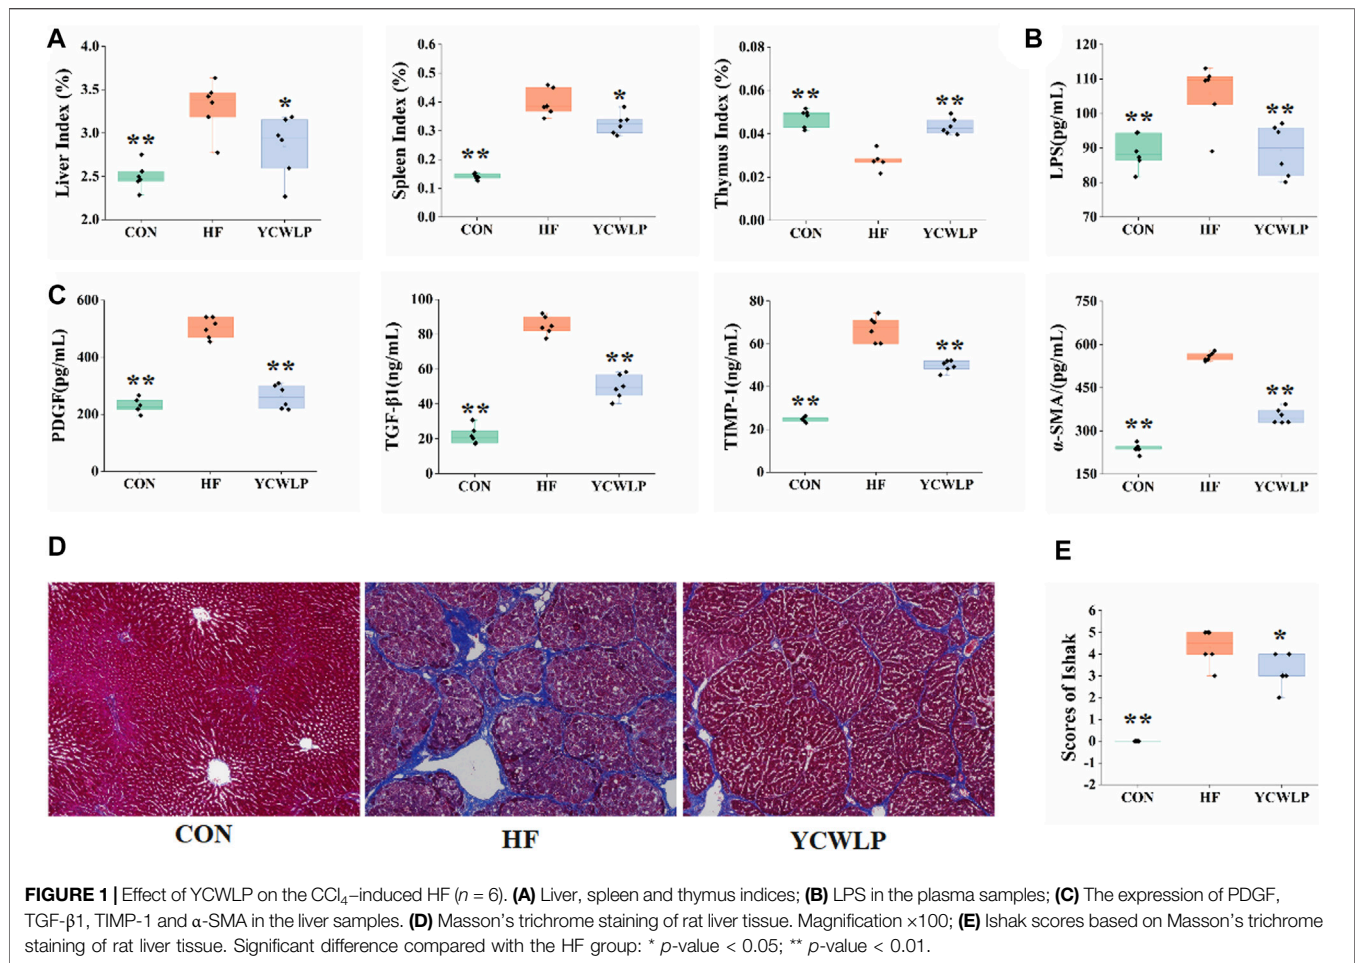 A
B
Liver Index (%)
4.0
3.5
3.0
2.5
2.0
**
*
CON
HF
YCWLP
Spleen Index (%)
0.6
0.5
0.4
0.3
0.2
0.1
0.0
**
*
CON
HF
YCWLP
Thymus Index (%)
0.08
0.06
0.04
0.02
0.00
**
**
CON
HF
YCWLP
LPS(pg/mL)
110
100
90
80
70
**
**
CON
HF
YCWLP
C
PDGF(pg/mL)
600
400
200
0
**
**
CON
HF
YCWLP
TGF-β1(ng/mL)
100
80
60
40
20
0
**
**
CON
HF
YCWLP
TIMP-1(ng/mL)
80
60
40
20
0
**
**
CON
HF
YCWLP
α-SMA/(pg/mL)
750
600
450
300
150
**
**
CON
HF
YCWLP
D
CON
HF
YCWLP
E
Scores of Ishak
6
5
4
3
2
1
0
-1
-2
**
*
CON
HF
YCWLP
FIGURE 1 | Effect of YCWLP on the CCl₄–induced HF (n = 6). (A) Liver, spleen and thymus indices; (B) LPS in the plasma samples; (C) The expression of PDGF,
TGF-β1, TIMP-1 and α-SMA in the liver samples. (D) Masson's trichrome staining of rat liver tissue. Magnification ×100; (E) Ishak scores based on Masson's trichrome
staining of rat liver tissue. Significant difference compared with the HF group: * p-value < 0.05; ** p-value < 0.01.